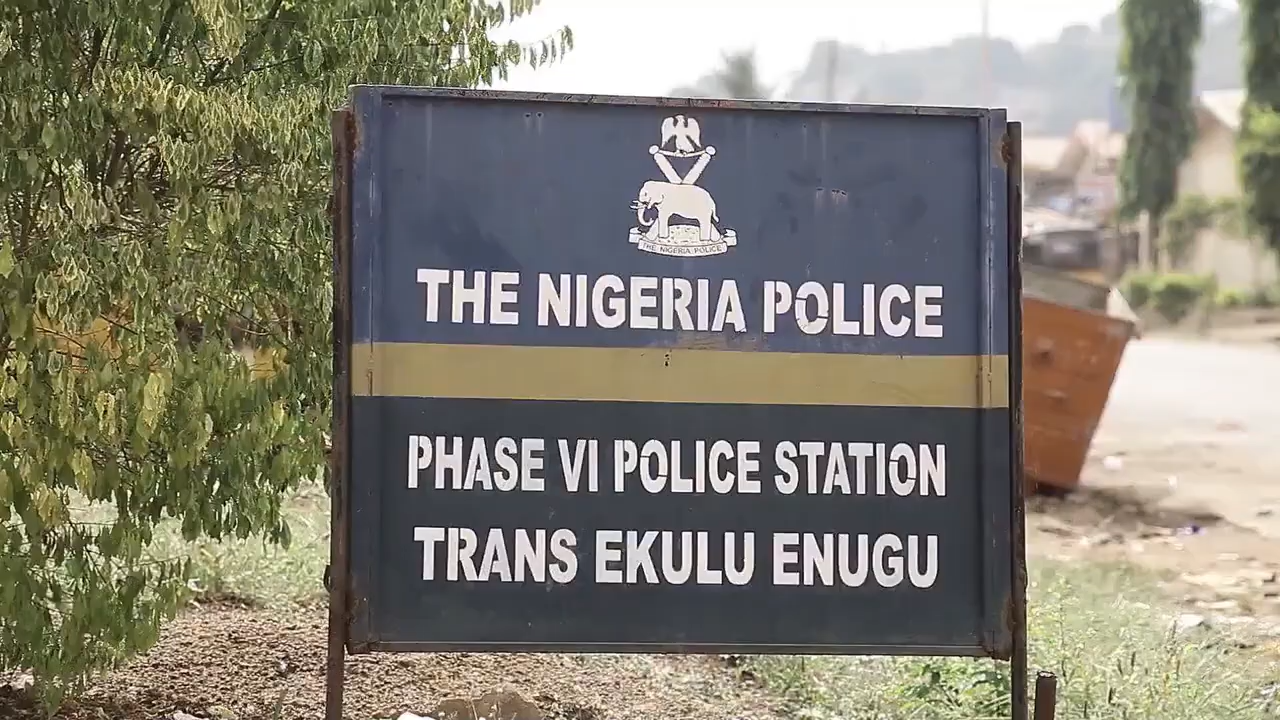 THE NIGERIA POLICE
THE NIGERIA POLICE
PHASE VI POLICE STATION
TRANS EKULU ENUGU